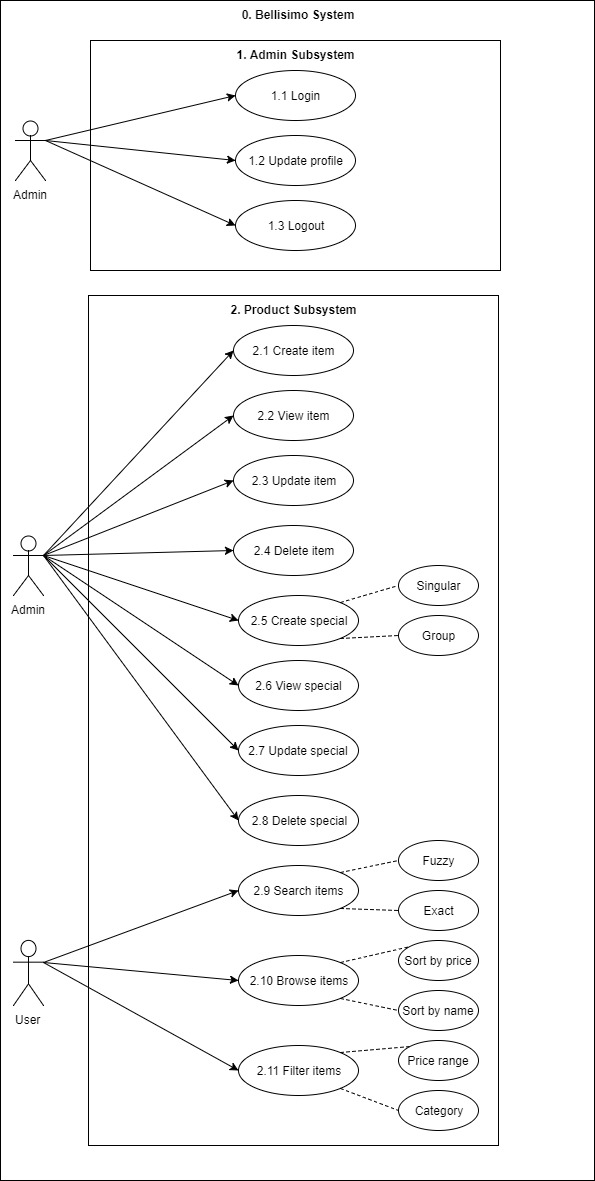 0. Bellisimo System
1. Admin Subsystem
1.1 Login
1.2 Update profile
Admin
1.3 Logout
2. Product Subsystem
2.1 Create item
2.2 View item
2.3 Update item
2.4 Delete item
Admin
Singular
2.5 Create special
Group
2.6 View special
2.7 Update special
2.8 Delete special
Fuzzy
2.9 Search items
Exact
Sort by price
2.10 Browse items
Sort by name
User
Price range
2.11 Filter items
Category